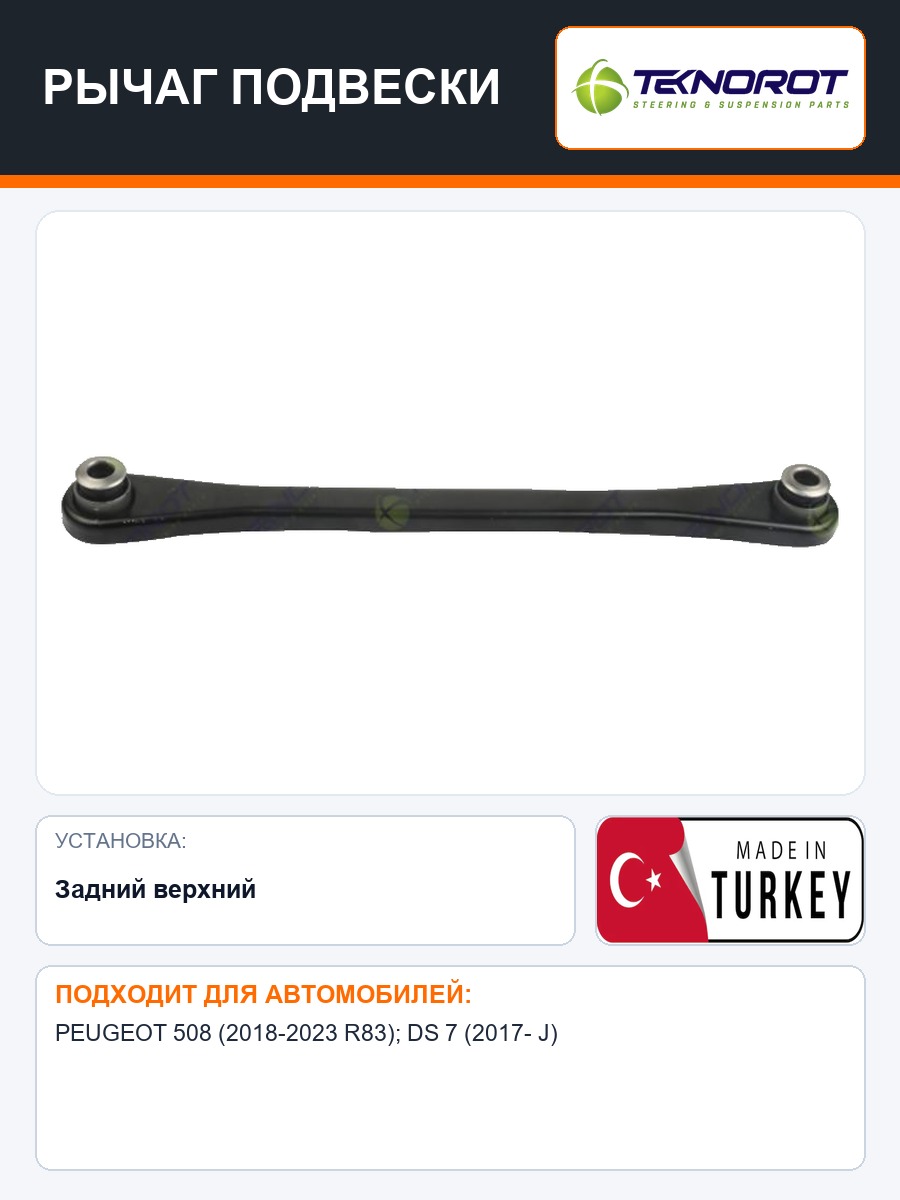 РЫЧАГ ПОДВЕСКИ
TEKNOROT
STEERING & SUSPENSION PARTS
УСТАНОВКА:
Задний верхний
MADE IN
TURKEY
ПОДХОДИТ ДЛЯ АВТОМОБИЛЕЙ:
PEUGEOT 508 (2018-2023 R83); DS 7 (2017- J)